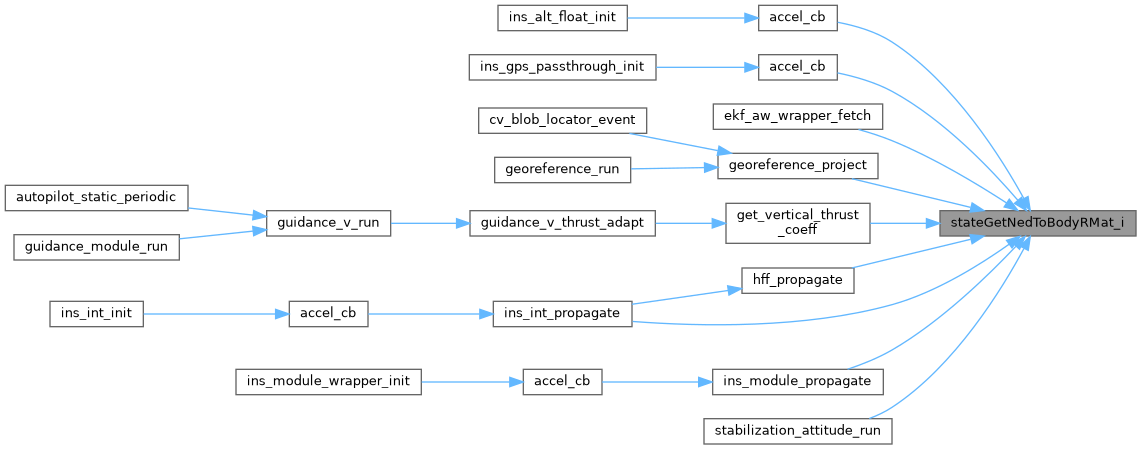 ins_alt_float_init
accel_cb
ins_gps_passthrough_init
accel_cb
ekf_aw_wrapper_fetch
cv_blob_locator_event
georeference_project
georeference_run
autopilot_static_periodic
guidance_v_run
guidance_v_thrust_adapt
get_vertical_thrust
_coeff
stateGetNedToBodyRMat_i
guidance_module_run
hff_propagate
ins_int_init
accel_cb
ins_int_propagate
ins_module_wrapper_init
accel_cb
ins_module_propagate
stabilization_attitude_run